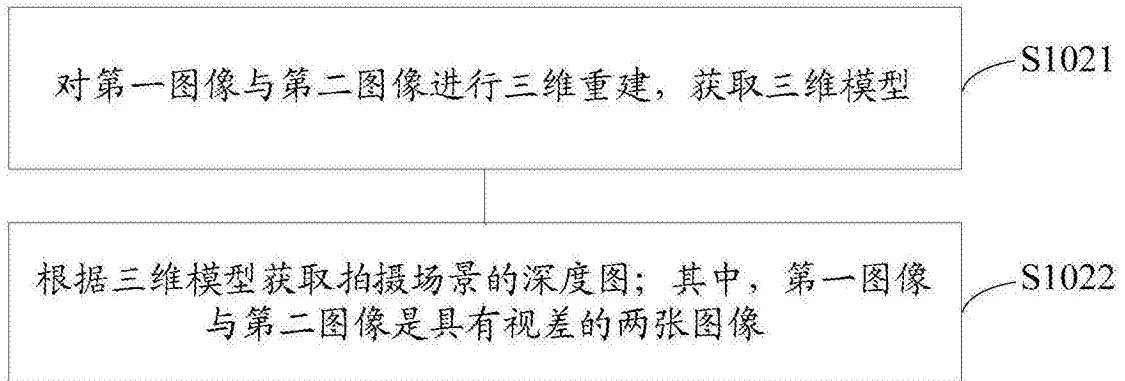 对第一图像与第二图像进行三维重建，获取三维模型
S1021
根据三维模型获取拍摄场景的深度图；其中，第一图像
与第二图像是具有视差的两张图像
S1022